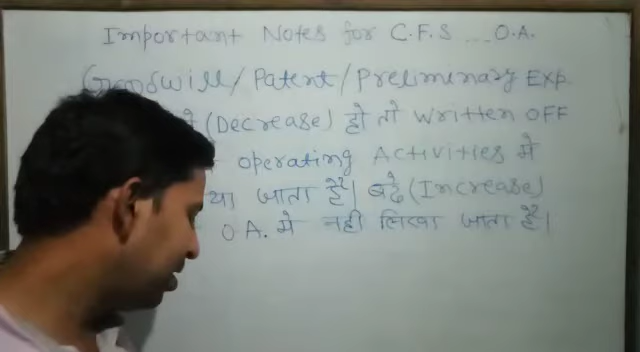 Important Notes for C.F.S ... O.A.
Goodwill/Patent/Preliminary Exp.
(Decrease) हो तो written OFF
operating Activities में
जाता है। बढे (Increase)
O A. में नही लिखा जाता है।